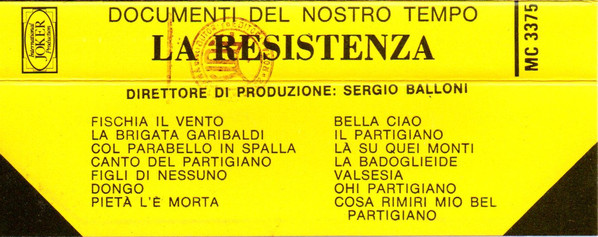 DOCUMENTI DEL NOSTRO TEMPO
LA RESISTENZA
International
JOKER
Productions
MC 3375
DIRETTORE DI PRODUZIONE: SERGIO BALLONI
FISCHIA IL VENTO
LA BRIGATA GARIBALDI
COL PARABELLO IN SPALLA
CANTO DEL PARTIGIANO
FIGLI DI NESSUNO
DONGO
PIETÀ L'È MORTA
BELLA CIAO
IL PARTIGIANO
LÀ SU QUEI MONTI
LA BADOGLIEIDE
VALSESIA
OHI PARTIGIANO
COSA RIMIRI MIO BEL
PARTIGIANO